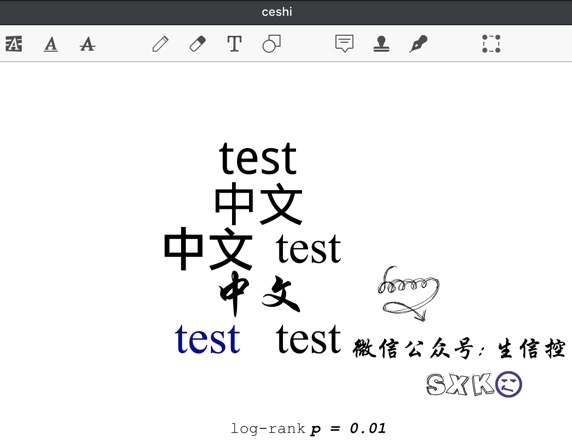 ceshi
T
test
中文
中文 test
中文
test test 微信公众号：生信控
SXK
log-rank p = 0.01